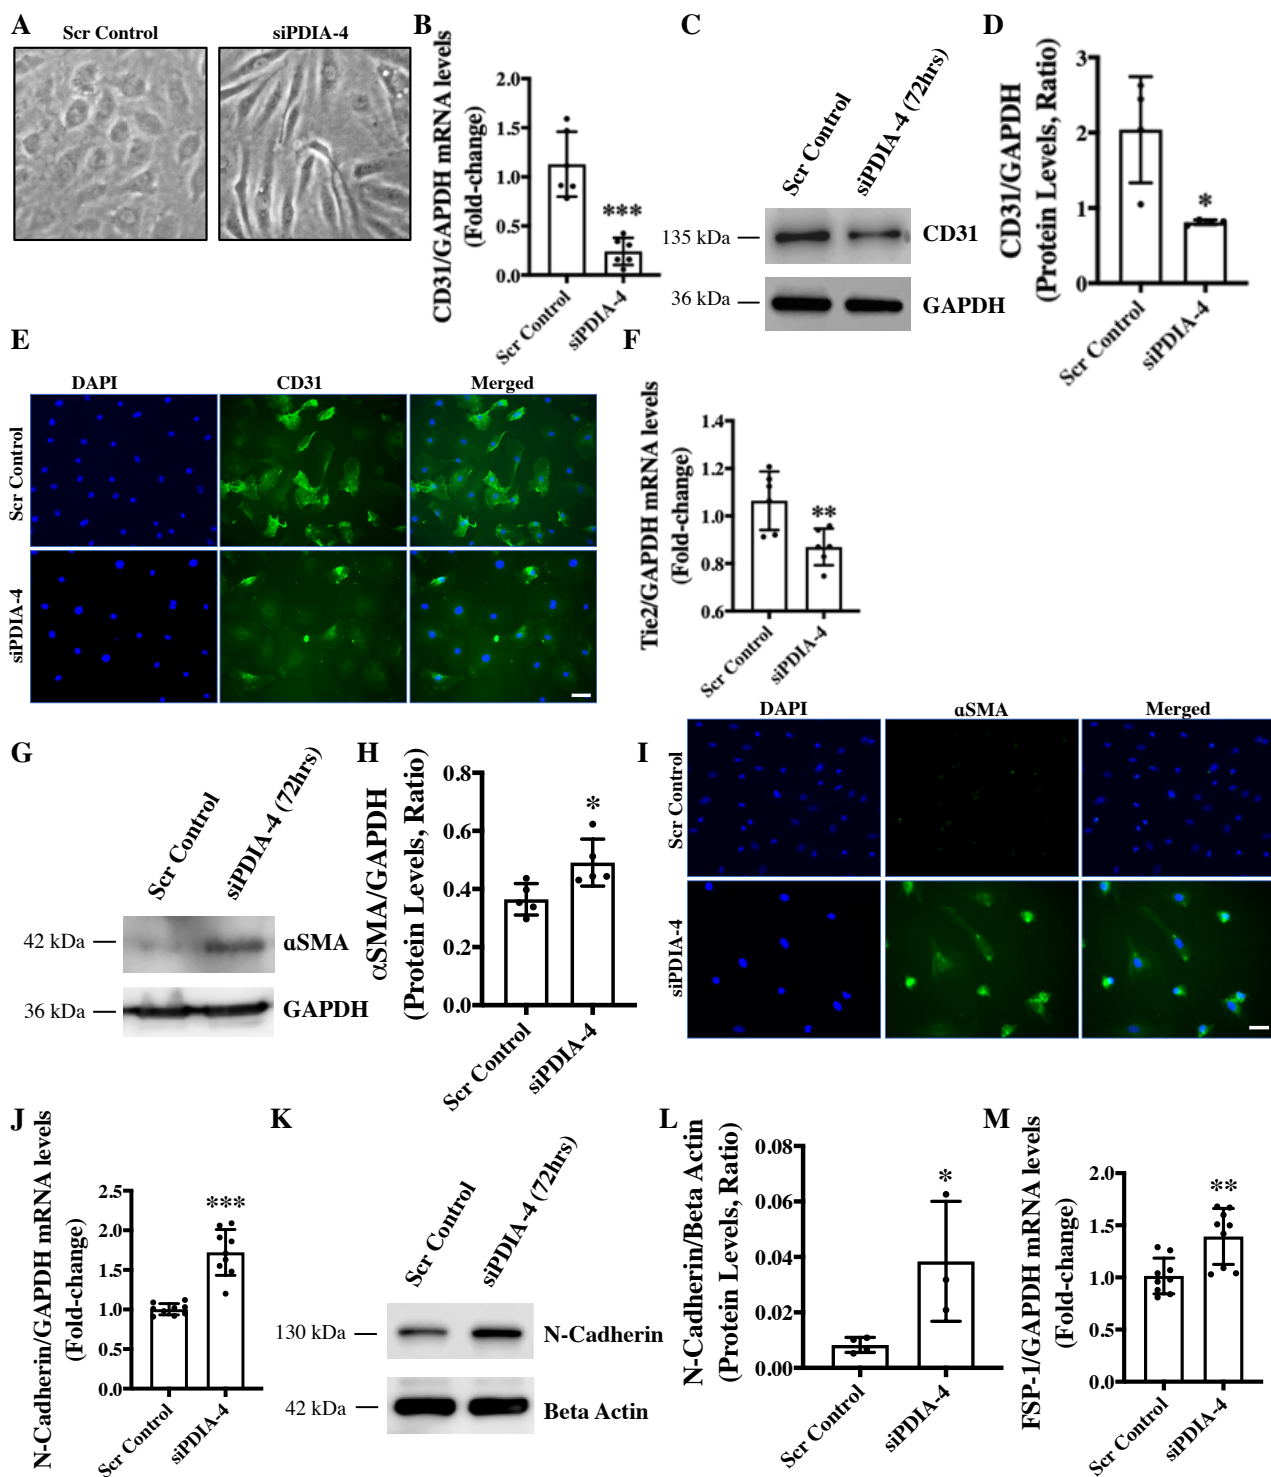 A
Scr Control
siPDIA-4
B
CD31/GAPDH mRNA levels
(Fold-change)
2.0
1.5
1.0
0.5
0.0
***
Scr Control
siPDIA-4
C
Scr Control
siPDIA-4 (72hrs)
135 kDa
CD31
36 kDa
GAPDH
D
CD31/GAPDH
(Protein Levels, Ratio)
3
2
1
0
*
Scr Control
siPDIA-4
E
DAPI
CD31
Merged
Scr Control
siPDIA-4
F
Tie2/GAPDH mRNA levels
(Fold-change)
1.4
1.2
1.0
0.8
0.6
**
Scr Control
siPDIA-4
G
Scr Control
siPDIA-4 (72hrs)
42 kDa
αSMA
36 kDa
GAPDH
H
αSMA/GAPDH
(Protein Levels, Ratio)
0.8
0.6
0.4
0.2
0.0
*
Scr Control
siPDIA-4
I
DAPI
αSMA
Merged
Scr Control
siPDIA-4
J
N-Cadherin/GAPDH mRNA levels
(Fold-change)
2.5
2.0
1.5
1.0
0.5
0.0
***
Scr Control
siPDIA-4
K
Scr Control
siPDIA-4 (72hrs)
130 kDa
N-Cadherin
42 kDa
Beta Actin
L
N-Cadherin/Beta Actin
(Protein Levels, Ratio)
0.08
0.06
0.04
0.02
0.00
*
Scr Control
siPDIA-4
M
FSP-1/GAPDH mRNA levels
(Fold-change)
2.0
1.5
1.0
0.5
0.0
**
Scr Control
siPDIA-4